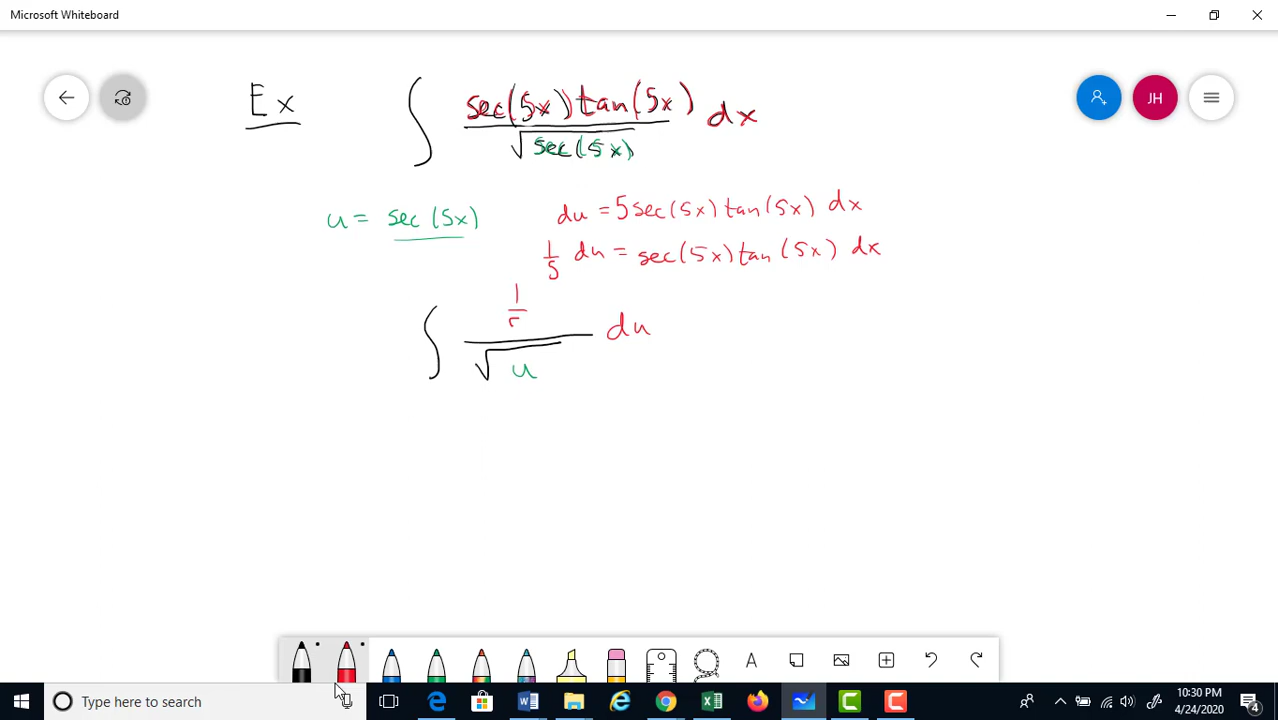 Microsoft Whiteboard
Ex ∫ sec(5x)tan(5x) / √sec(5x) dx
JH
u = sec(5x) du = 5sec(5x)tan(5x) dx
1/5 du = sec(5x)tan(5x) dx
∫ 1/5 / √u du
A
Type here to search
10:30 PM
4/24/2020
4